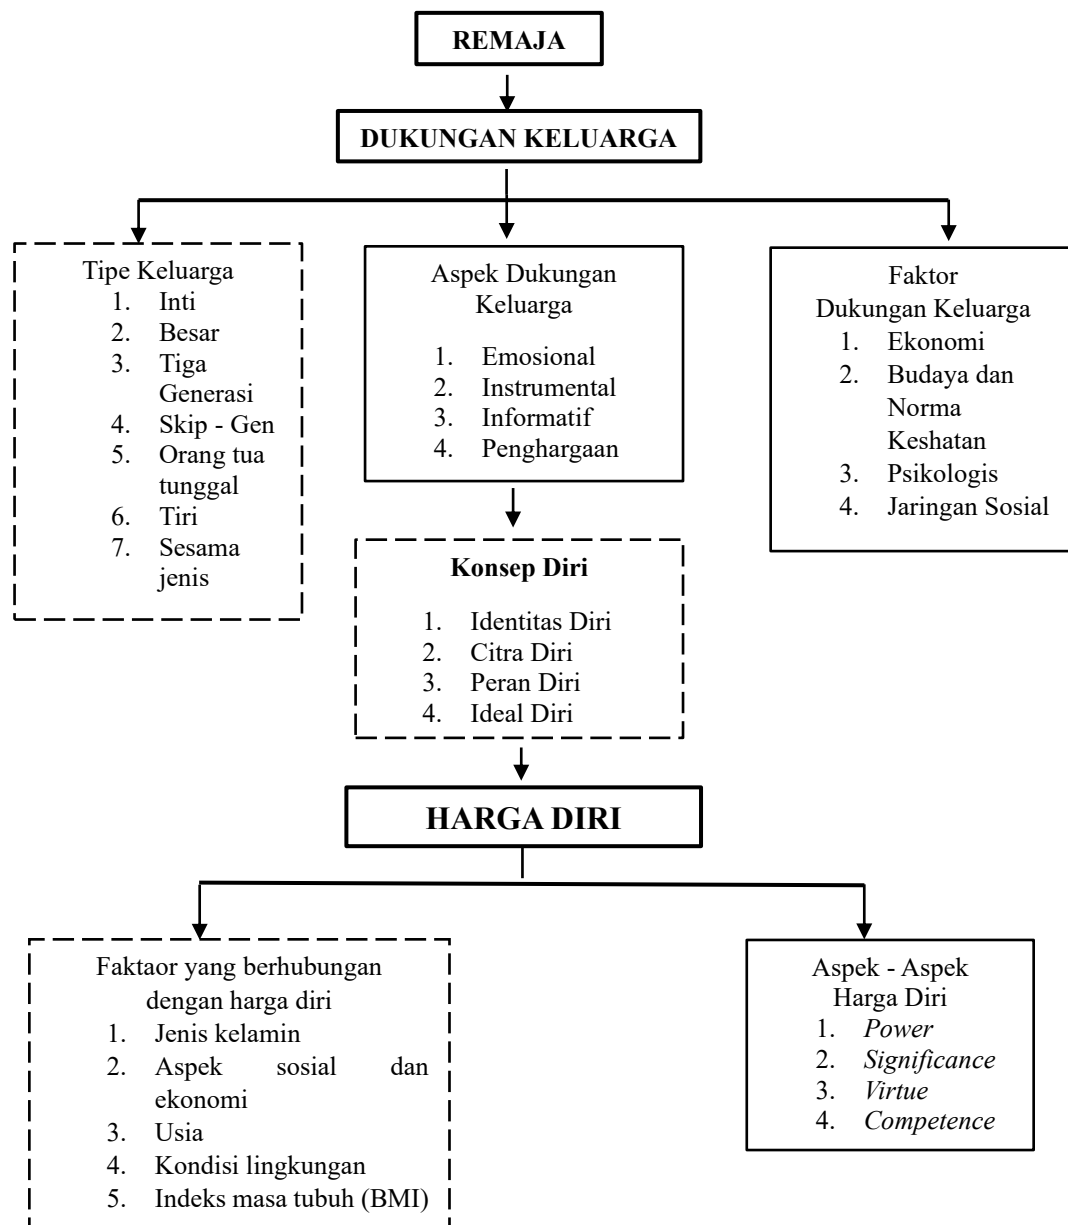 REMAJA
DUKUNGAN KELUARGA
Tipe Keluarga
1. Inti
2. Besar
3. Tiga
Generasi
4. Skip - Gen
5. Orang tua
tunggal
6. Tiri
7. Sesama
jenis
Aspek Dukungan
Keluarga
1. Emosional
2. Instrumental
3. Informatif
4. Penghargaan
Faktor
Dukungan Keluarga
1. Ekonomi
2. Budaya dan
Norma
Keshatan
3. Psikologis
4. Jaringan Sosial
Konsep Diri
1. Identitas Diri
2. Citra Diri
3. Peran Diri
4. Ideal Diri
HARGA DIRI
Faktaor yang berhubungan
dengan harga diri
1. Jenis kelamin
2. Aspek sosial dan
ekonomi
3. Usia
4. Kondisi lingkungan
5. Indeks masa tubuh (BMI)
Aspek - Aspek
Harga Diri
1. Power
2. Significance
3. Virtue
4. Competence